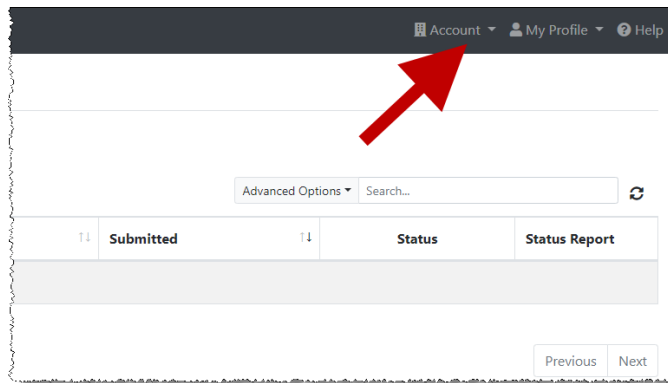 Account My Profile Help
Advanced Options Search...
Submitted Status Status Report
Previous Next